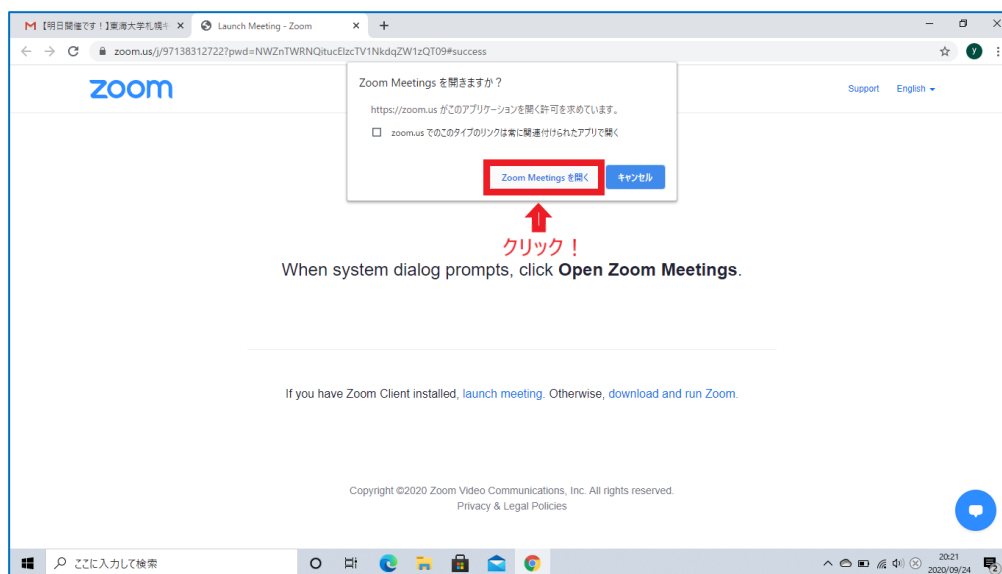 【明日開催です！】東海大学札幌キ
Launch Meeting - Zoom
zoom.us/j/97138312722?pwd=NWZnTWRNQitucElzcTV1NkdqZW1zQT09#success
y
zoom
Support English
Zoom Meetings を開きますか？
https://zoom.us がこのアプリケーションを開く許可を求めています。
zoom.us でのこのタイプのリンクは常に関連付けられたアプリで開く
Zoom Meetings を開く キャンセル
クリック！
When system dialog prompts, click Open Zoom Meetings.
If you have Zoom Client installed, launch meeting. Otherwise, download and run Zoom.
Copyright ©2020 Zoom Video Communications, Inc. All rights reserved.
Privacy & Legal Policies
ここに入力して検索
20:21
2020/09/24
2